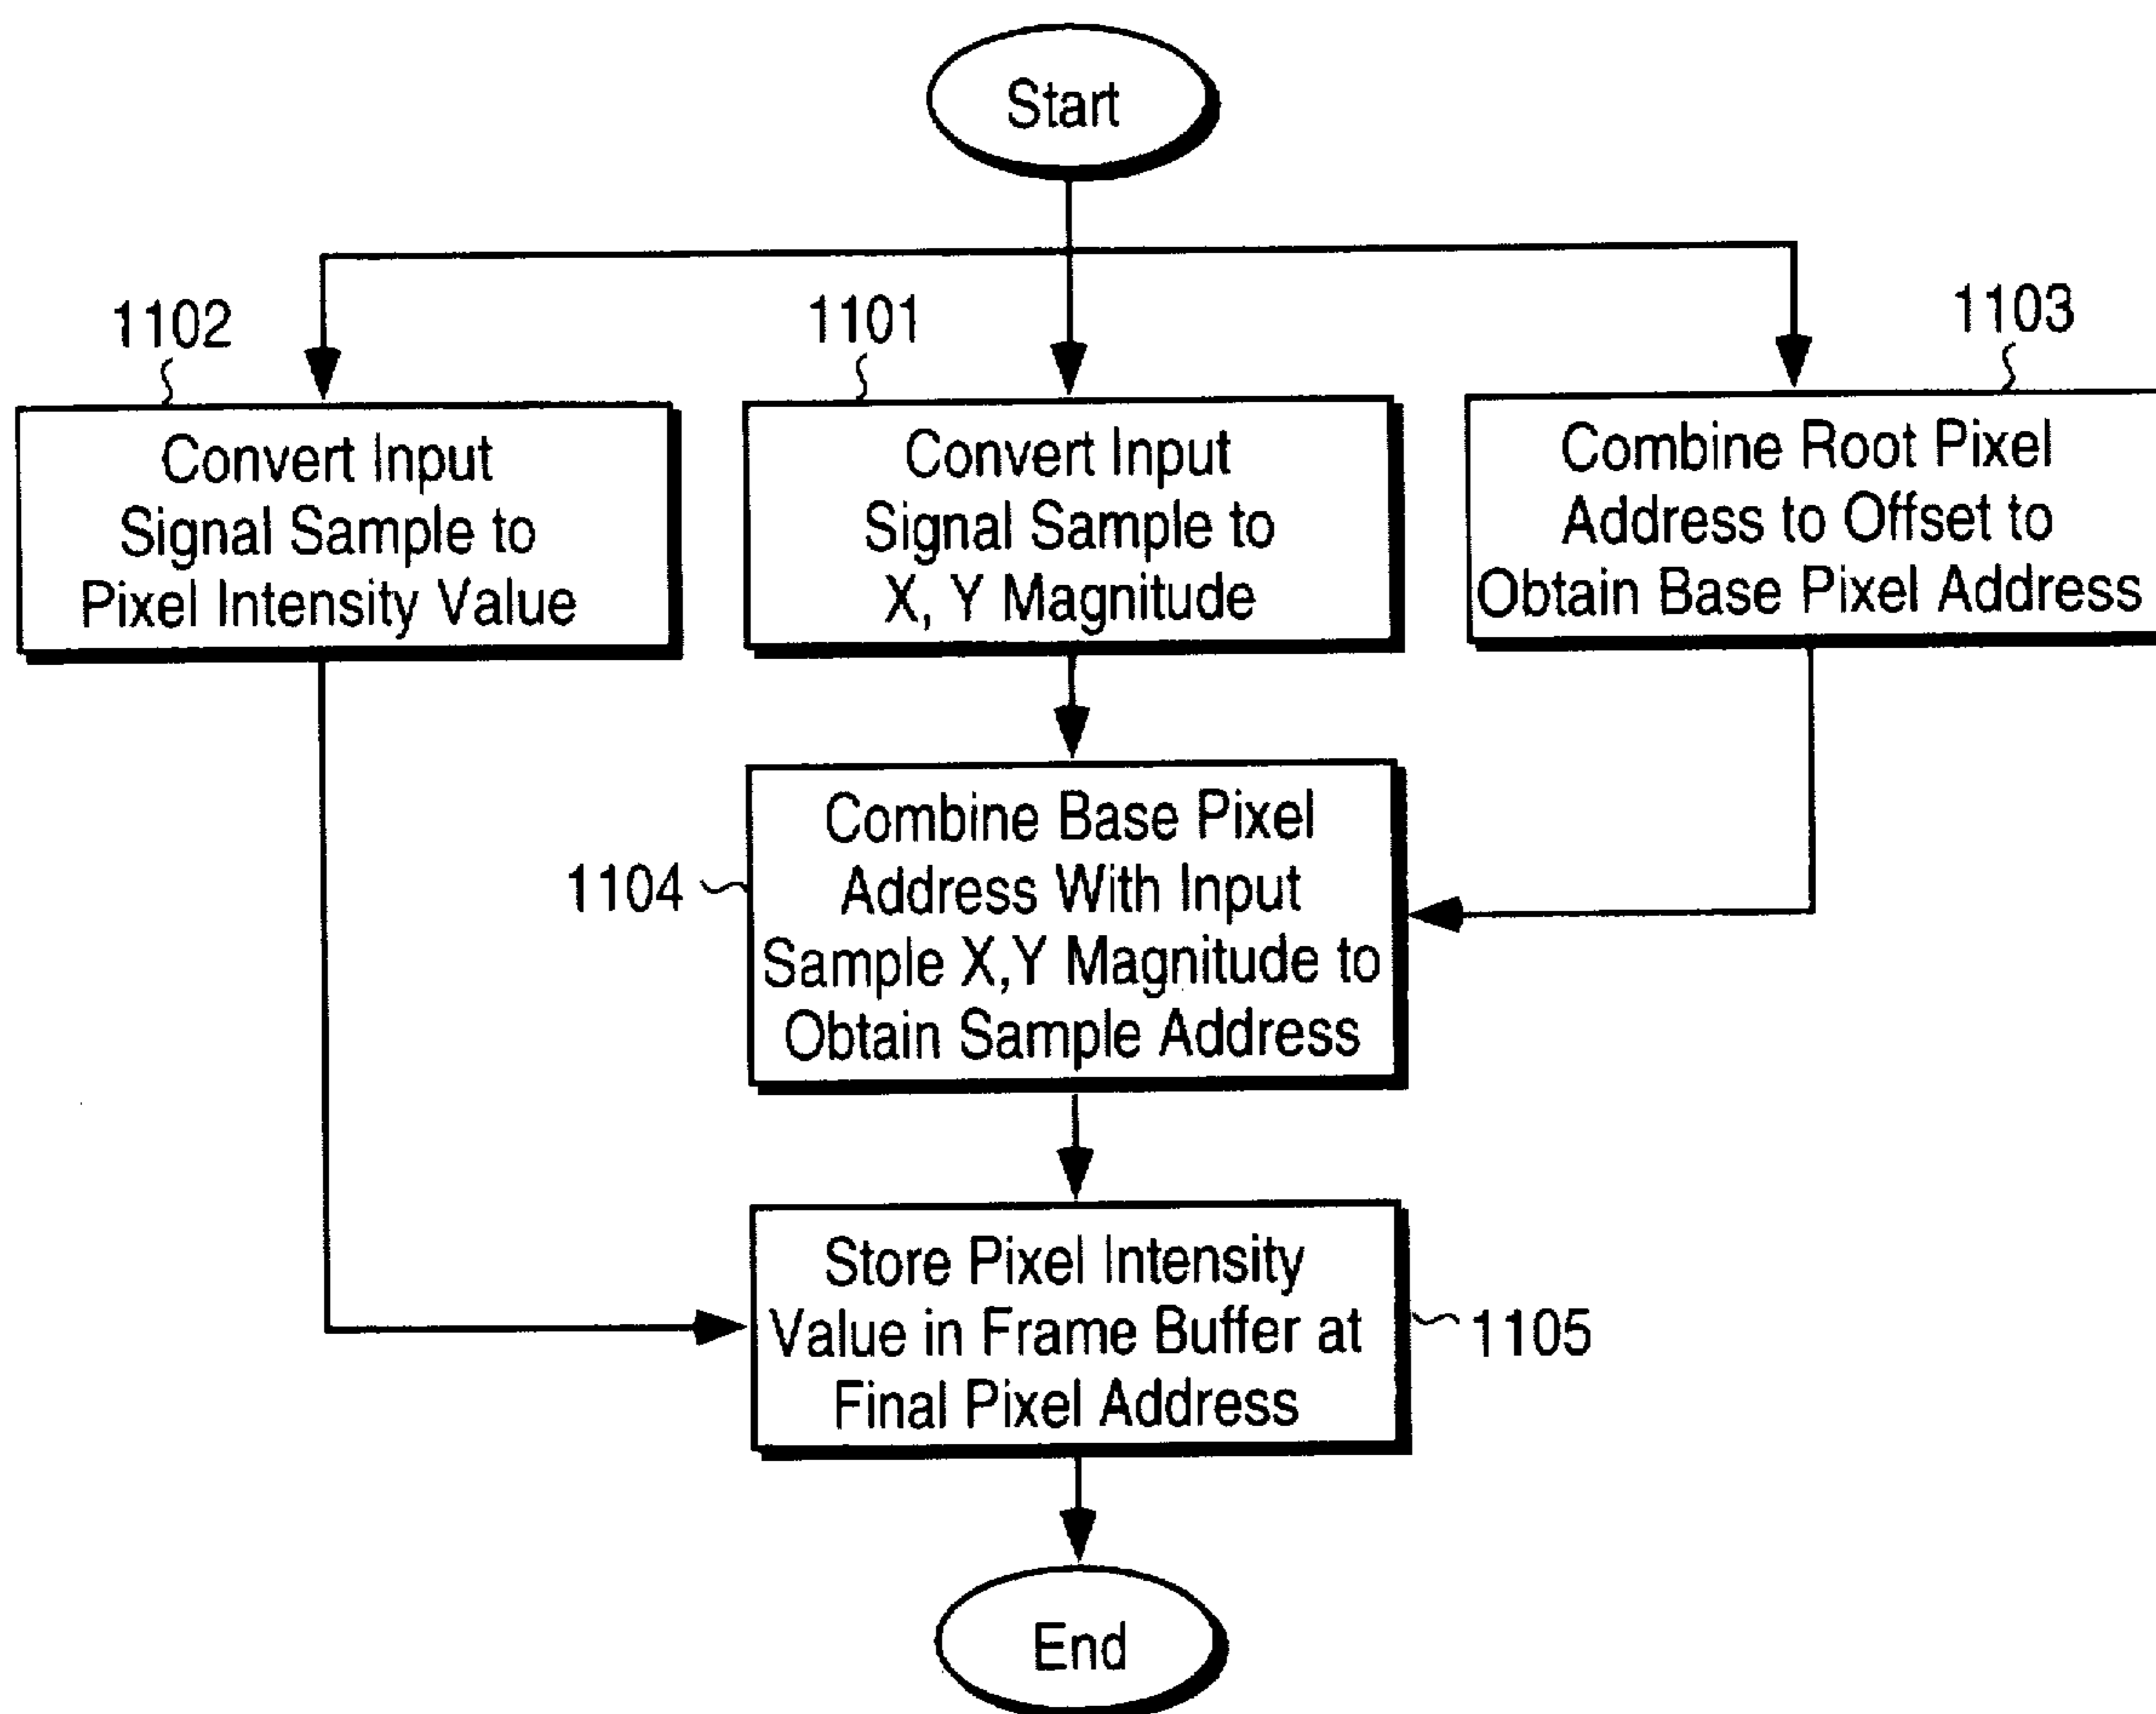 Start
1102
1101
1103
Convert Input
Signal Sample to
Pixel Intensity Value
Convert Input
Signal Sample to
X, Y Magnitude
Combine Root Pixel
Address to Offset to
Obtain Base Pixel Address
1104
Combine Base Pixel
Address With Input
Sample X,Y Magnitude to
Obtain Sample Address
Store Pixel Intensity
Value in Frame Buffer at
Final Pixel Address
1105
End